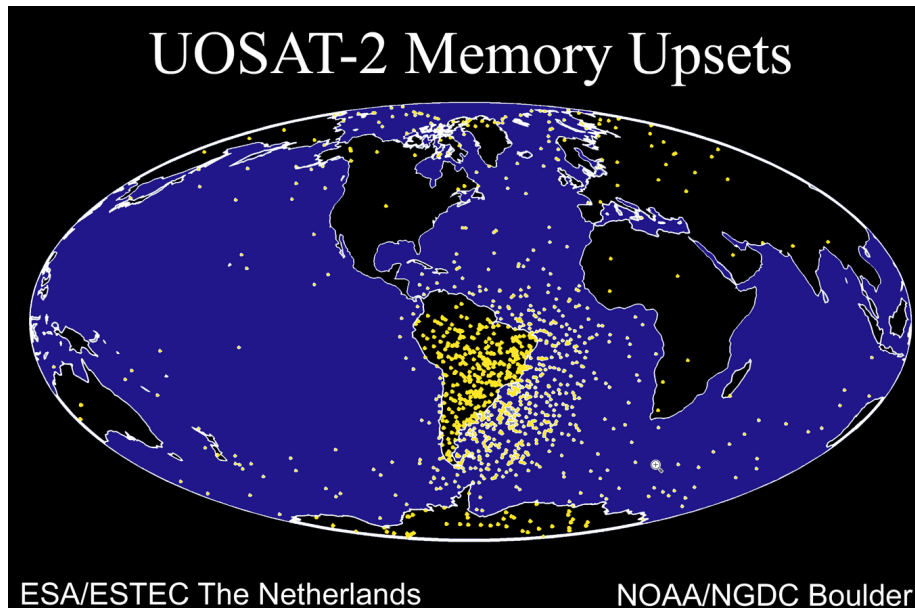 UOSAT-2 Memory Upsets
ESA/ESTEC The Netherlands
NOAA/NGDC Boulder